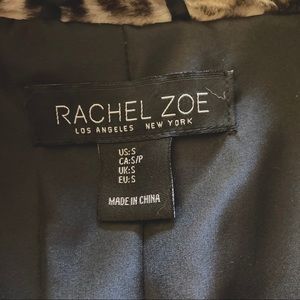 RACHEL ZOE
LOS ANGELES NEW YORK
US:S
CA:S/P
UK:S
EU:S
MADE IN CHINA